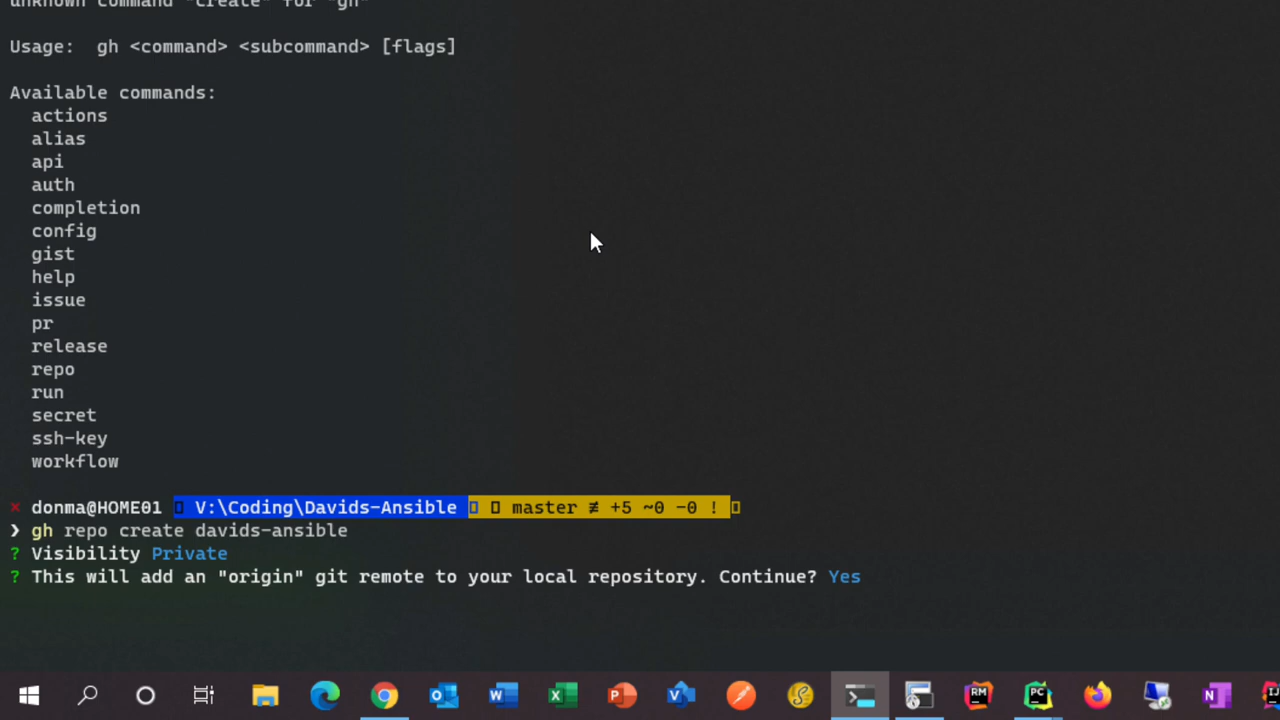 unknown command "create" for "gh"
Usage:  gh <command> <subcommand> [flags]
Available commands:
actions
alias
api
auth
completion
config
gist
help
issue
pr
release
repo
run
secret
ssh-key
workflow
× donma@HOME01 V:\Coding\Davids-Ansible master ≢ +5 ~0 -0 !
❯ gh repo create davids-ansible
? Visibility Private
? This will add an "origin" git remote to your local repository. Continue? Yes
W X P V RM PC N IJ